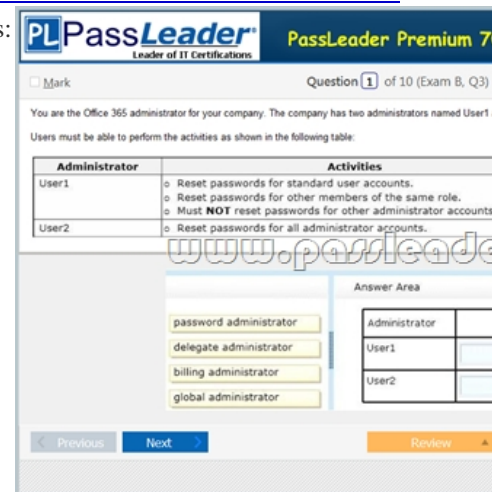 s:
PL PassLeader
Leader of IT Certifications
PassLeader Premium 7
Mark
Question 1 of 10 (Exam B, Q3)
You are the Office 365 administrator for your company. The company has two administrators named User1
Users must be able to perform the activities as shown in the following table:
Administrator Activities
User1 o Reset passwords for standard user accounts.
o Reset passwords for other members of the same role.
o Must NOT reset passwords for other administrator accounts
User2 o Reset passwords for all administrator accounts.
www.passleade
Answer Area
password administrator
delegate administrator
billing administrator
global administrator
Administrator
User1
User2
Previous
Next
Review